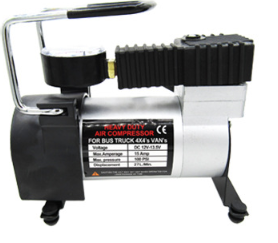 HEAVY DUTY
AIR COMPRESSOR
CE
FOR BUS TRUCK 4X4's VAN's
Voltage DC 12V-13.5V
Max.Amperage 15 Amp
Max. pressure 100 PSI
Displacement